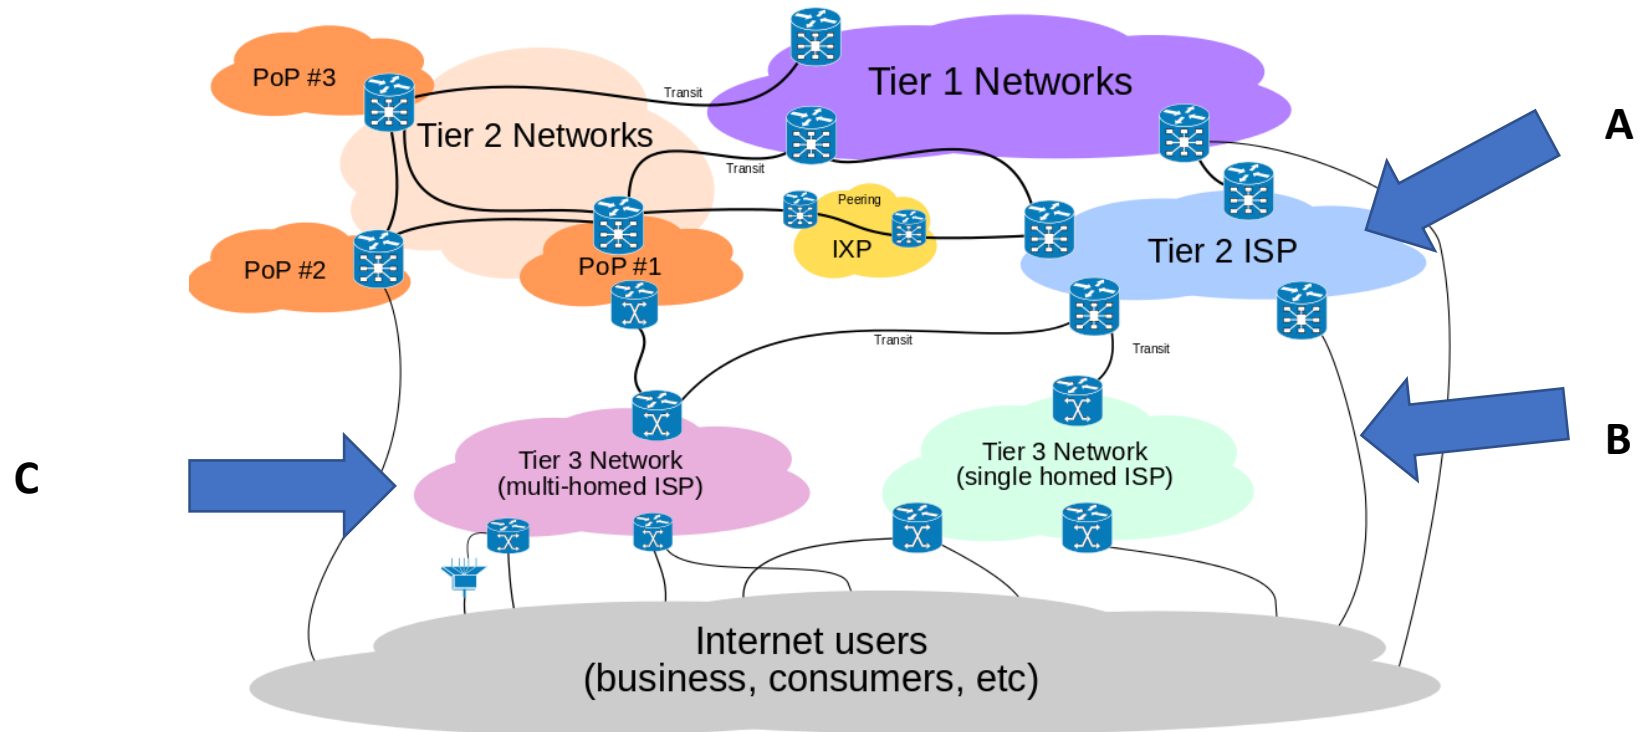 PoP #3
Tier 1 Networks
Transit
Tier 2 Networks
A
Transit
Peering
IXP
Tier 2 ISP
PoP #2
PoP #1
Transit
Transit
B
Tier 3 Network
(multi-homed ISP)
Tier 3 Network
(single homed ISP)
C
Internet users
(business, consumers, etc)